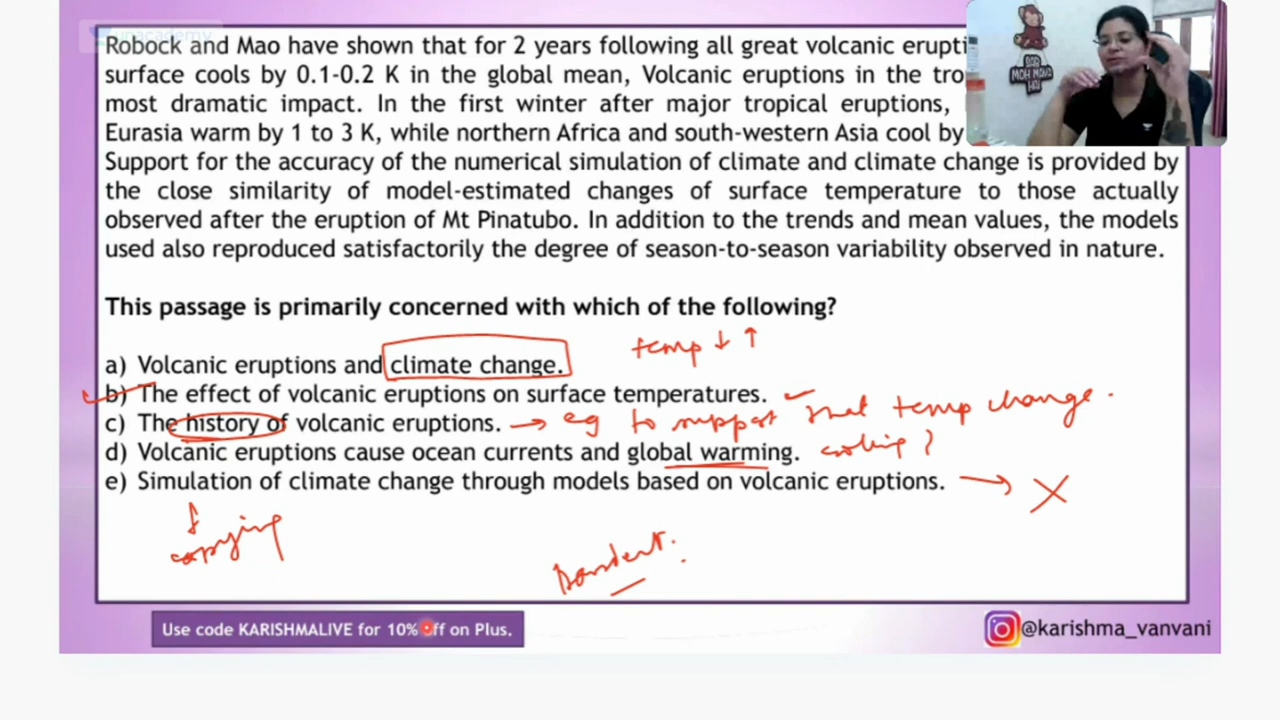 unacademy
Robock and Mao have shown that for 2 years following all great volcanic erupti
surface cools by 0.1-0.2 K in the global mean, Volcanic eruptions in the tro
most dramatic impact. In the first winter after major tropical eruptions,
Eurasia warm by 1 to 3 K, while northern Africa and south-western Asia cool by
BAR
MOH MAYA
HAI
Support for the accuracy of the numerical simulation of climate and climate change is provided by
the close similarity of model-estimated changes of surface temperature to those actually
observed after the eruption of Mt Pinatubo. In addition to the trends and mean values, the models
used also reproduced satisfactorily the degree of season-to-season variability observed in nature.
This passage is primarily concerned with which of the following?
temp ↓ ↑
a) Volcanic eruptions and climate change.
b) The effect of volcanic eruptions on surface temperatures.
c) The history of volcanic eruptions. → eg to support that temp change.
d) Volcanic eruptions cause ocean currents and global warming. cooling?
e) Simulation of climate change through models based on volcanic eruptions. → X
copying
Use code KARISHMALIVE for 10% off on Plus.
@karishma_vanvani